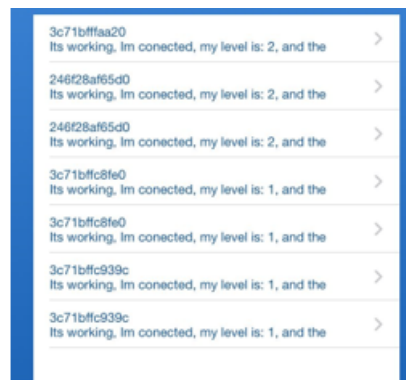 3c71bfffaa20
Its working, Im conected, my level is: 2, and the
246f28af65d0
Its working, Im conected, my level is: 2, and the
246f28af65d0
Its working, Im conected, my level is: 2, and the
3c71bffc8fe0
Its working, Im conected, my level is: 1, and the
3c71bffc8fe0
Its working, Im conected, my level is: 1, and the
3c71bffc939c
Its working, Im conected, my level is: 1, and the
3c71bffc939c
Its working, Im conected, my level is: 1, and the